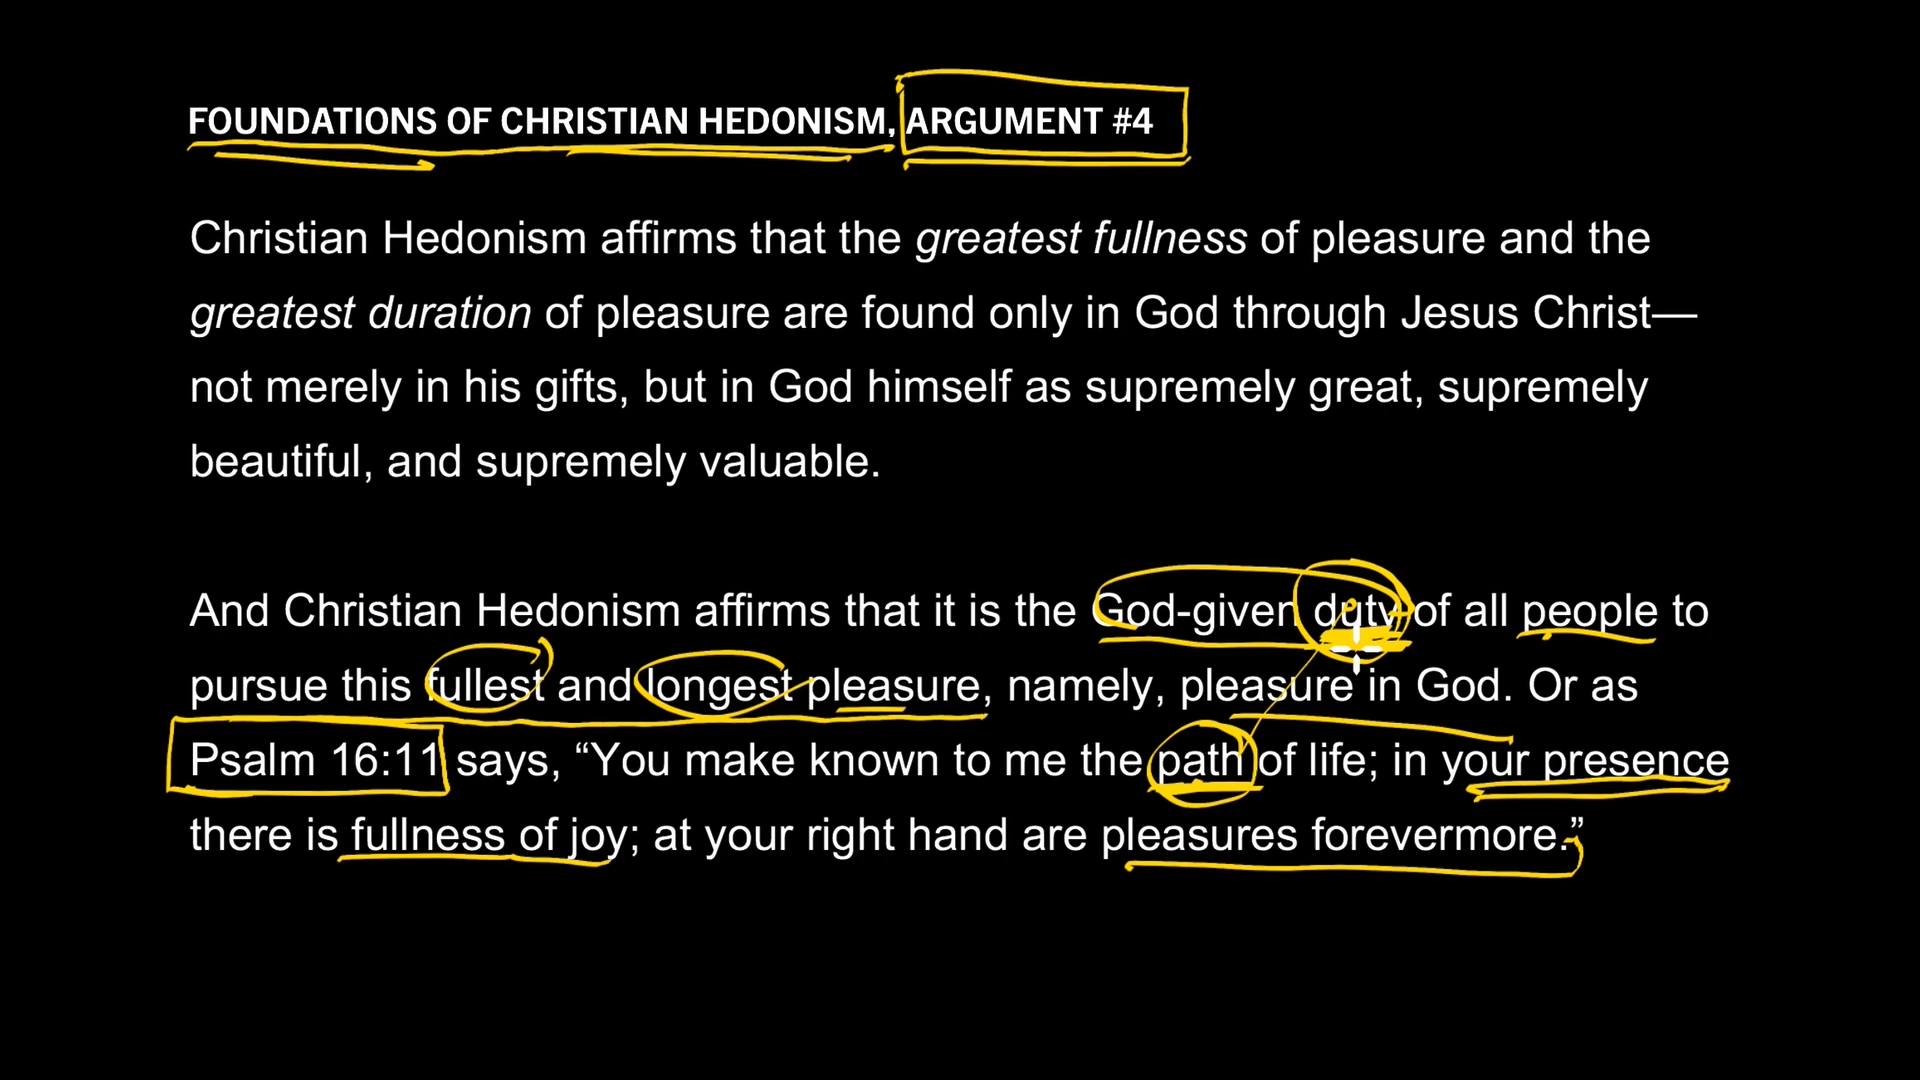 FOUNDATIONS OF CHRISTIAN HEDONISM, ARGUMENT #4
Christian Hedonism affirms that the greatest fullness of pleasure and the
greatest duration of pleasure are found only in God through Jesus Christ—
not merely in his gifts, but in God himself as supremely great, supremely
beautiful, and supremely valuable.
And Christian Hedonism affirms that it is the God-given duty of all people to
pursue this fullest and longest pleasure, namely, pleasure in God. Or as
Psalm 16:11 says, “You make known to me the path of life; in your presence
there is fullness of joy; at your right hand are pleasures forevermore.”